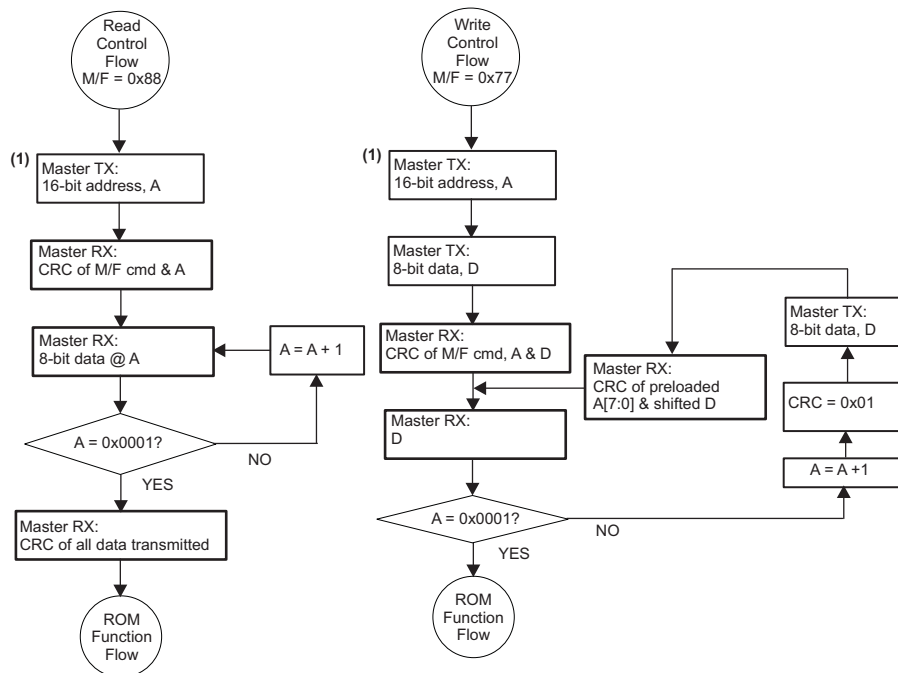 Read
Control
Flow
M/F = 0x88
(1)
Master TX:
16-bit address, A
Master RX:
CRC of M/F cmd & A
Master RX:
8-bit data @ A
A = A + 1
A = 0x0001?
NO
YES
Master RX:
CRC of all data transmitted
ROM
Function
Flow
Write
Control
Flow
M/F = 0x77
(1)
Master TX:
16-bit address, A
Master TX:
8-bit data, D
Master RX:
CRC of M/F cmd, A & D
Master RX:
D
A = 0x0001?
NO
YES
ROM
Function
Flow
Master RX:
CRC of preloaded
A[7:0] & shifted D
Master TX:
8-bit data, D
CRC = 0x01
A = A +1